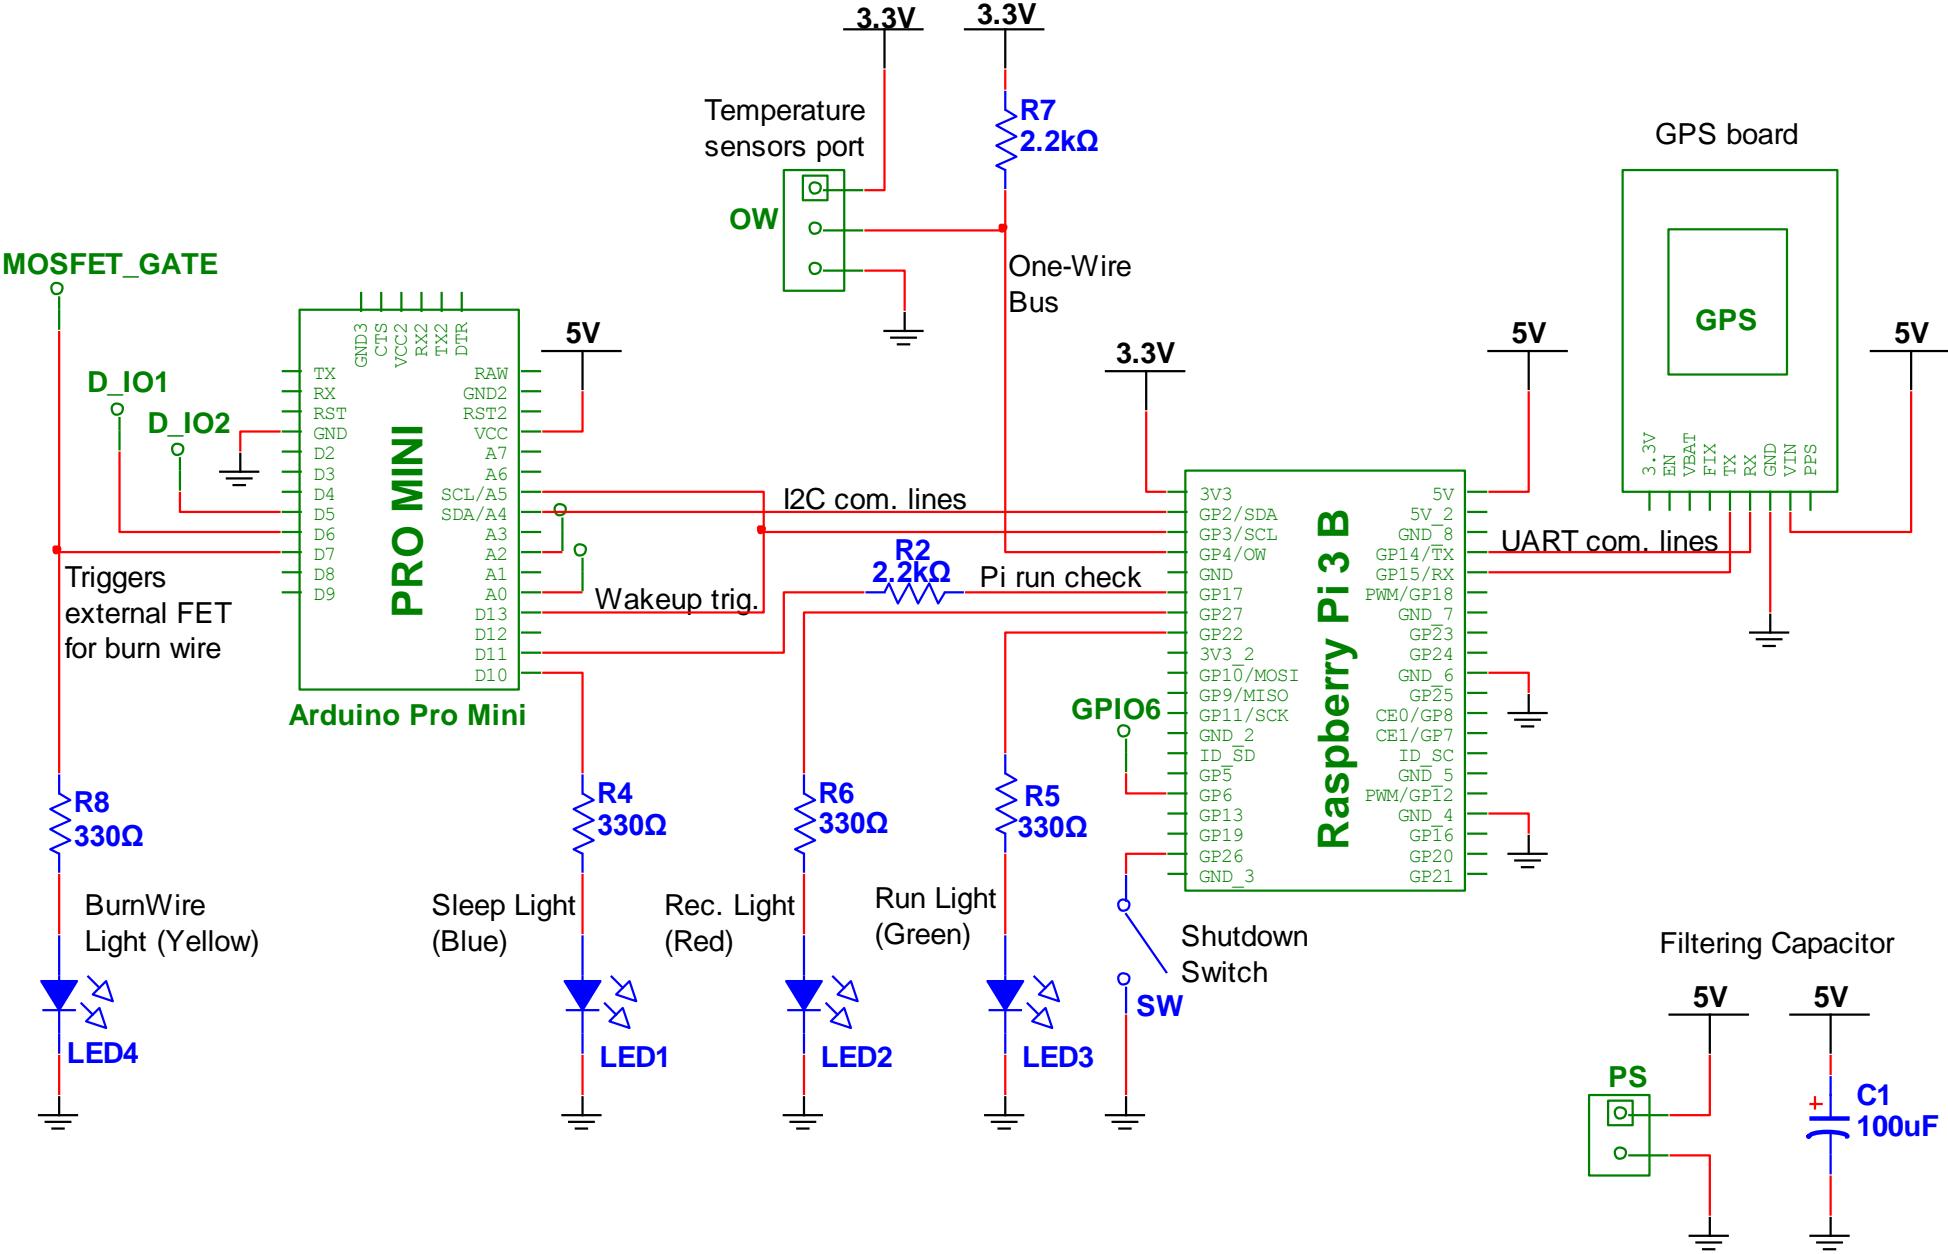 3.3V
3.3V
R7
2.2kΩ
Temperature
sensors port
OW
One-Wire
Bus
GPS board
GPS
3.3V
EN
VBAT
FIX
TX
RX
GND
VIN
PPS
5V
5V
3.3V
MOSFET_GATE
D_IO1
D_IO2
5V
GND3
CTS
VCC2
RX2
TX2
DTR
TX
RX
RST
GND
D2
D3
D4
D5
D6
D7
D8
D9
PRO MINI
RAW
GND2
RST2
VCC
A7
A6
SCL/A5
SDA/A4
A3
A2
A1
A0
D13
D12
D11
D10
Arduino Pro Mini
Triggers
external FET
for burn wire
I2C com. lines
R2
2.2kΩ
Pi run check
Wakeup trig.
UART com. lines
3V3
GP2/SDA
GP3/SCL
GP4/OW
GND
GP17
GP27
GP22
3V3_2
GP10/MOSI
GP9/MISO
GP11/SCK
GND_2
ID_SD
GP5
GP6
GP13
GP19
GP26
GND_3
Raspberry Pi 3 B
5V
5V_2
GND_8
GP14/TX
GP15/RX
PWM/GP18
GND_7
GP23
GP24
GND_6
GP25
CE0/GP8
CE1/GP7
ID_SC
GND_5
PWM/GP12
GND_4
GP16
GP20
GP21
GPIO6
R8
330Ω
R4
330Ω
R6
330Ω
R5
330Ω
BurnWire
Light (Yellow)
Sleep Light
(Blue)
Rec. Light
(Red)
Run Light
(Green)
Shutdown
Switch
SW
LED4
LED1
LED2
LED3
Filtering Capacitor
5V
5V
PS
+
C1
100uF